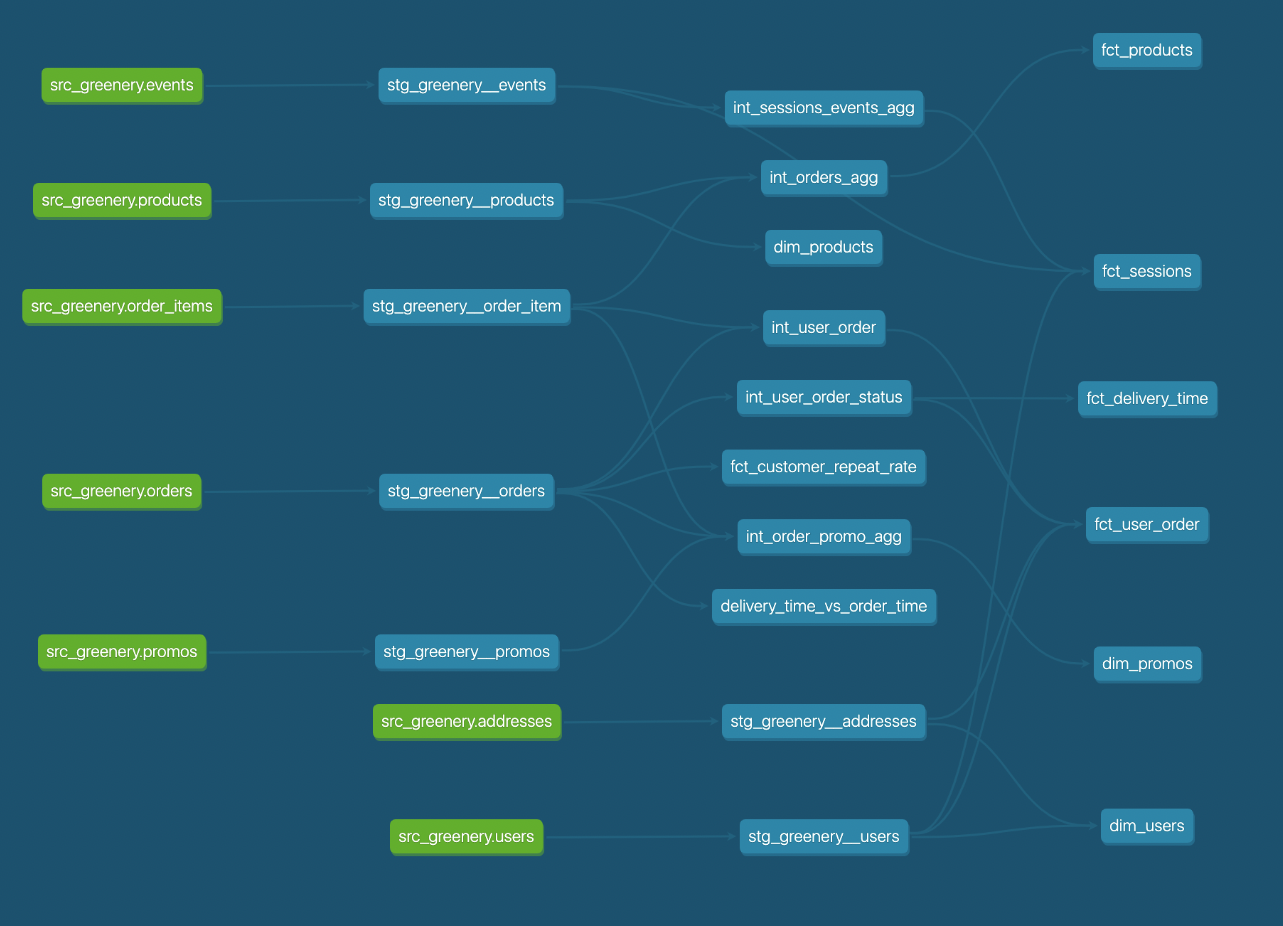 fct_products
src_greenery.events
stg_greenery__events
int_sessions_events_agg
int_orders_agg
src_greenery.products
stg_greenery__products
dim_products
fct_sessions
src_greenery.order_items
stg_greenery__order_item
int_user_order
int_user_order_status
fct_delivery_time
fct_customer_repeat_rate
src_greenery.orders
stg_greenery__orders
fct_user_order
int_order_promo_agg
delivery_time_vs_order_time
src_greenery.promos
stg_greenery__promos
dim_promos
src_greenery.addresses
stg_greenery__addresses
dim_users
src_greenery.users
stg_greenery__users